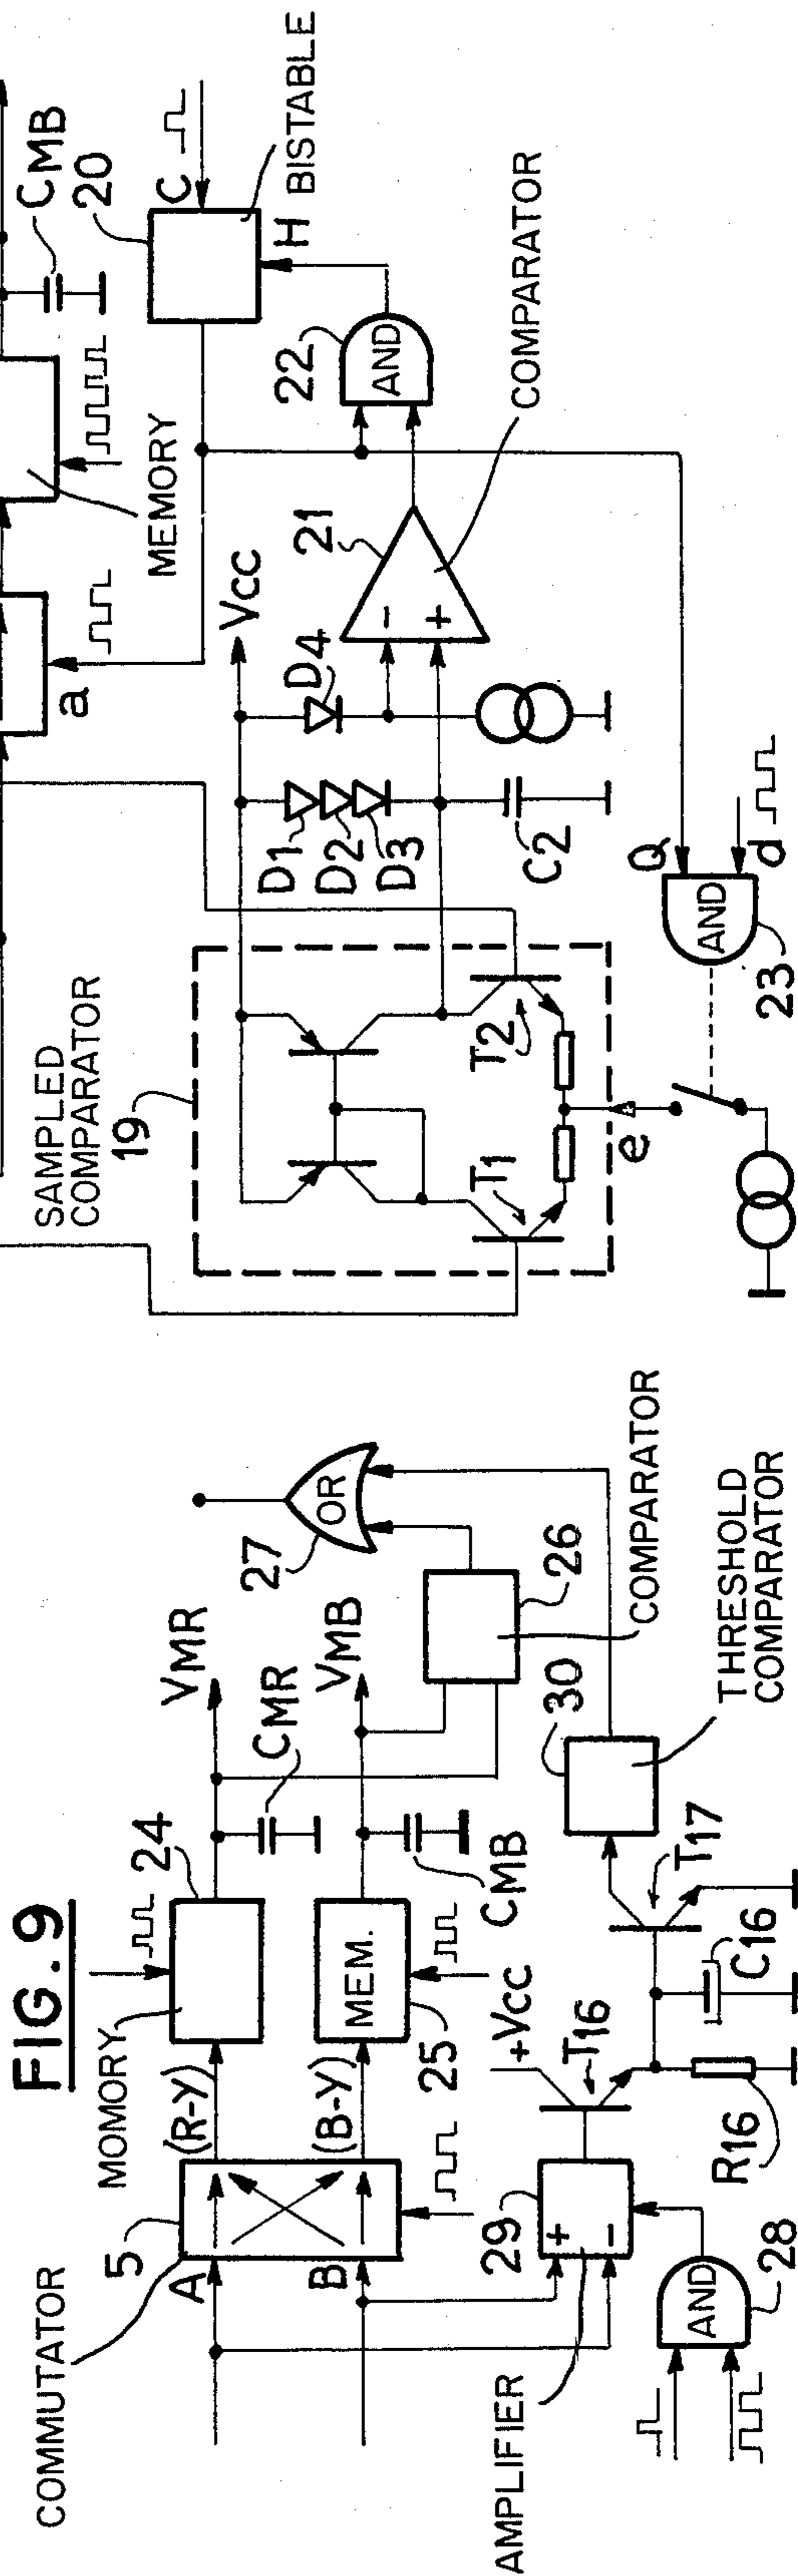 CMB
20
C
BISTABLE
H
MEMORY
a
22
AND
COMPARATOR
21
Vcc
-
+
D4
D1
D2
D3
C2
Q
d
AND
23
SAMPLED
COMPARATOR
19
T1
T2
e
FIG. 9
COMMUTATOR
5
A
B
MOMORY
(R-Y)
(B-Y)
24
MEM.
25
VMR
CMR
VMB
CMB
27
OR
26
COMPARATOR
30
THRESHOLD
COMPARATOR
AMPLIFIER
29
+
-
+Vcc
T16
R16
C16
T17
AND
28